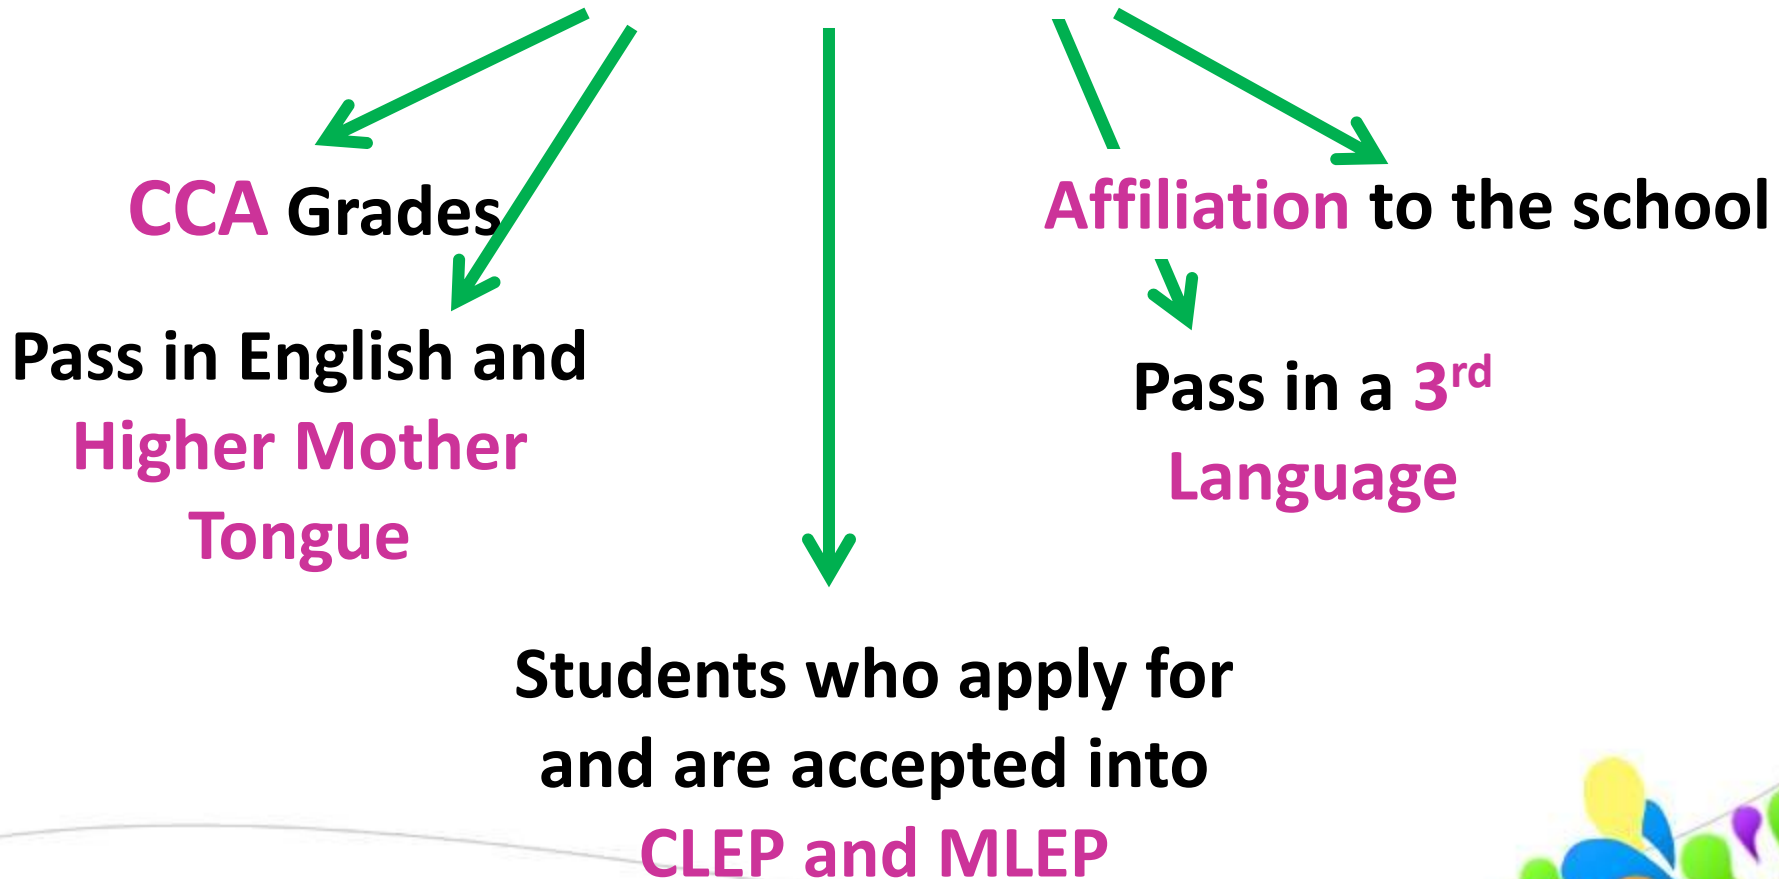 CCA Grades
Affiliation to the school
Pass in English and
Higher Mother
Tongue
Pass in a 3rd
Language
Students who apply for
and are accepted into
CLEP and MLEP